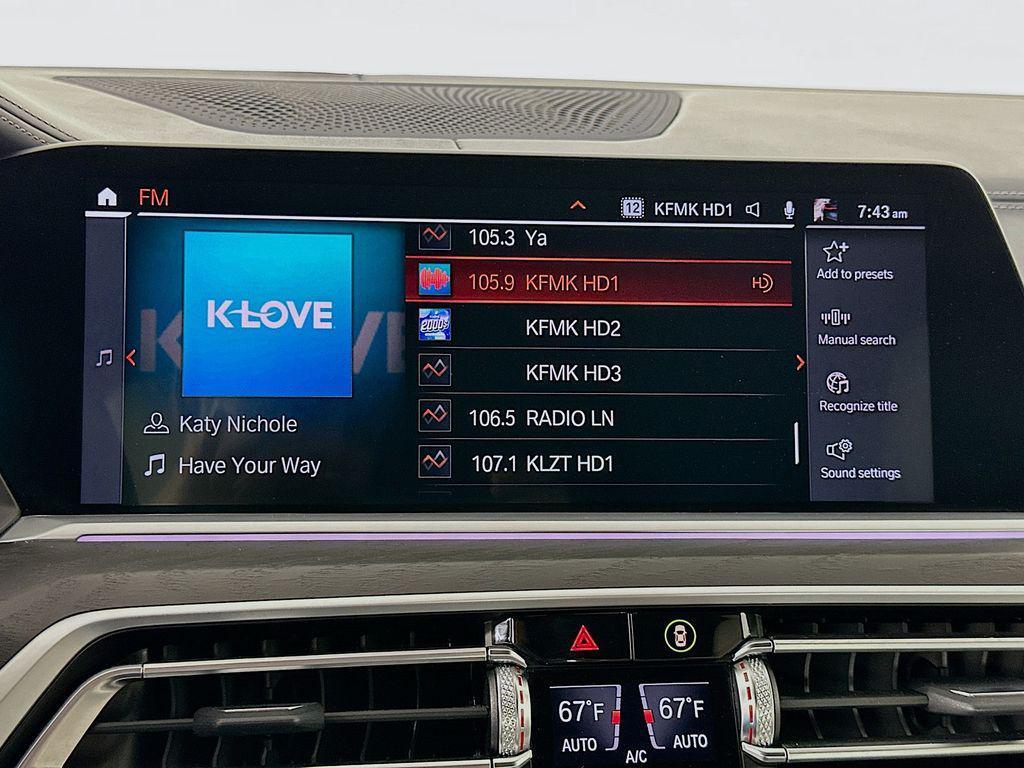 FM
12 KFMK HD1 7:43 am
K-LOVE
Katy Nichole
Have Your Way
105.3 Ya
105.9 KFMK HD1 HD
2000s
KFMK HD2
KFMK HD3
106.5 RADIO LN
107.1 KLZT HD1
Add to presets
Manual search
Recognize title
Sound settings
67°F 67°F
AUTO A/C AUTO